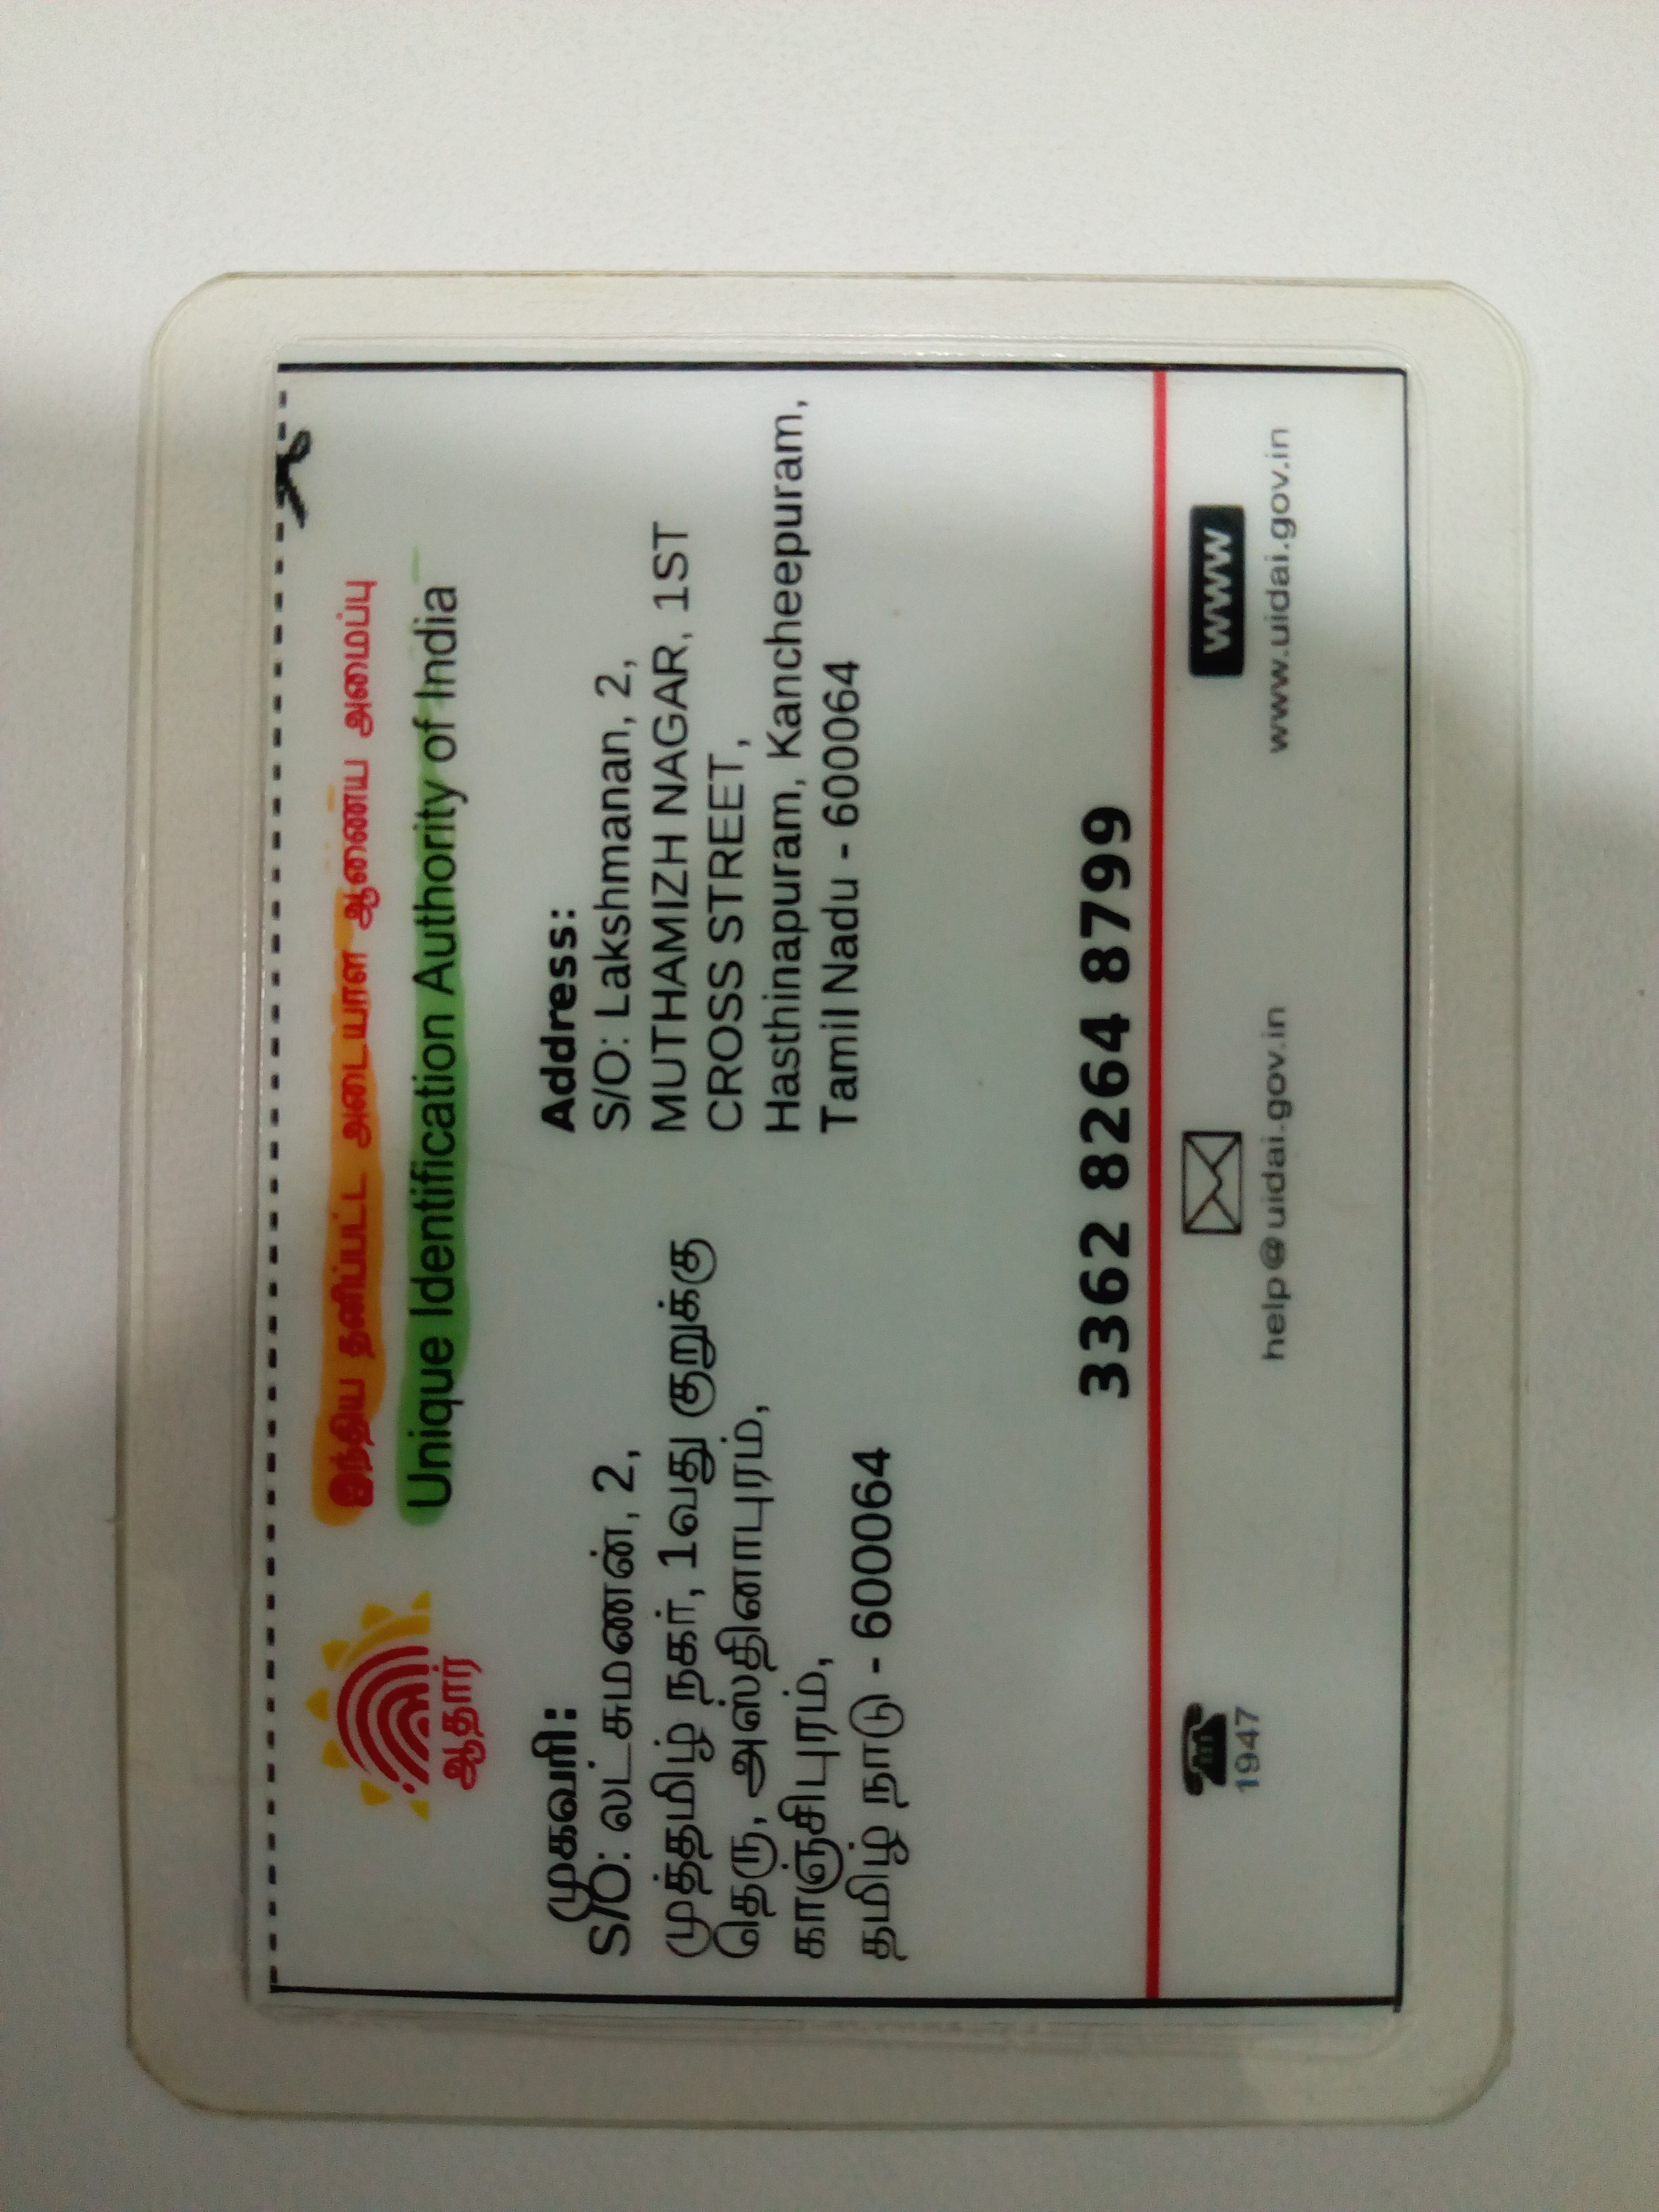 இந்திய தனிப்பட்ட அடையாள ஆணைய அமைப்பு
Unique Identification Authority of India
ஆதார்
முகவரி:
S/O: லட்சுமணன், 2,
முத்தமிழ் நகர், 1வது குறுக்கு
தெரு, அஸ்தினாபுரம்,
காஞ்சிபுரம்,
தமிழ் நாடு - 600064
Address:
S/O: Lakshmanan, 2,
MUTHAMIZH NAGAR, 1ST
CROSS STREET,
Hasthinapuram, Kancheepuram,
Tamil Nadu - 600064
3362 8264 8799
1947
help@uidai.gov.in
www
www.uidai.gov.in